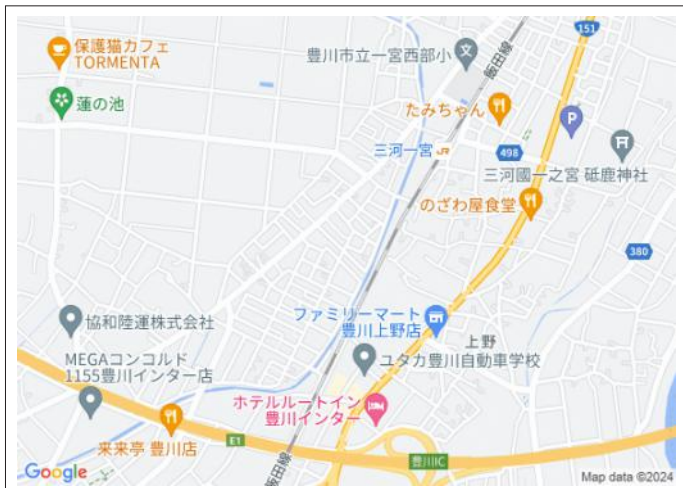 保護猫カフェ
TORMENTA
豊川市立一宮西部小
飯田線
151
蓮の池
たみちゃん
P
三河一宮
JR
498
三河國一之宮 砥鹿神社
のざわ屋食堂
380
協和陸運株式会社
ファミリーマート
豊川上野店
上野
MEGAコンコルド
1155豊川インター店
ユタカ豊川自動車学校
ホテルルートイン
豊川インター
来来亭 豊川店
E1
豊川IC
飯田線
Google
Map data ©2024